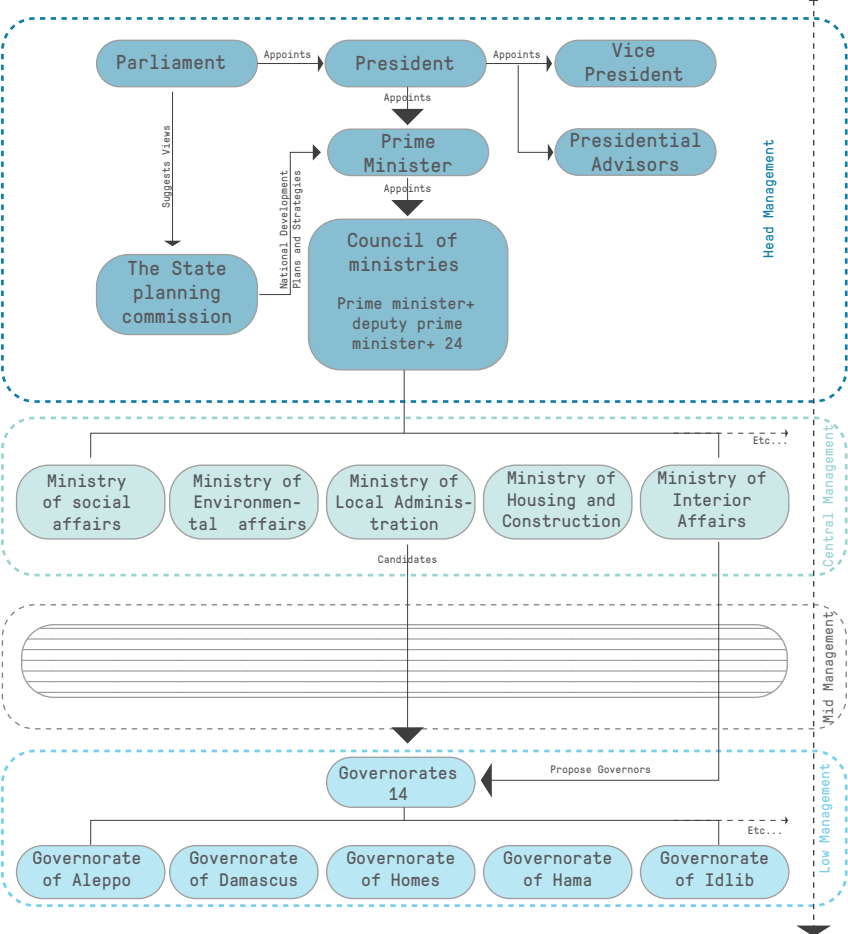 Parliament
Appoints
President
Appoints
Vice
President
Appoints
Prime
Minister
Presidential
Advisors
Suggests Views
National Development
Plans and Strategies
Appoints
Head Management
The State
planning
commission
Council of
ministries
Prime minister+
deputy prime
minister+ 24
Etc...
Central Management
Ministry
of social
affairs
Ministry of
Environmen-
tal affairs
Ministry of
Local Adminis-
tration
Ministry of
Housing and
Construction
Ministry of
Interior
Affairs
Candidates
Mid Management
Governorates
14
Propose Governors
Etc...
Low Management
Governorate
of Aleppo
Governorate
of Damascus
Governorate
of Homes
Governorate
of Hama
Governorate
of Idlib